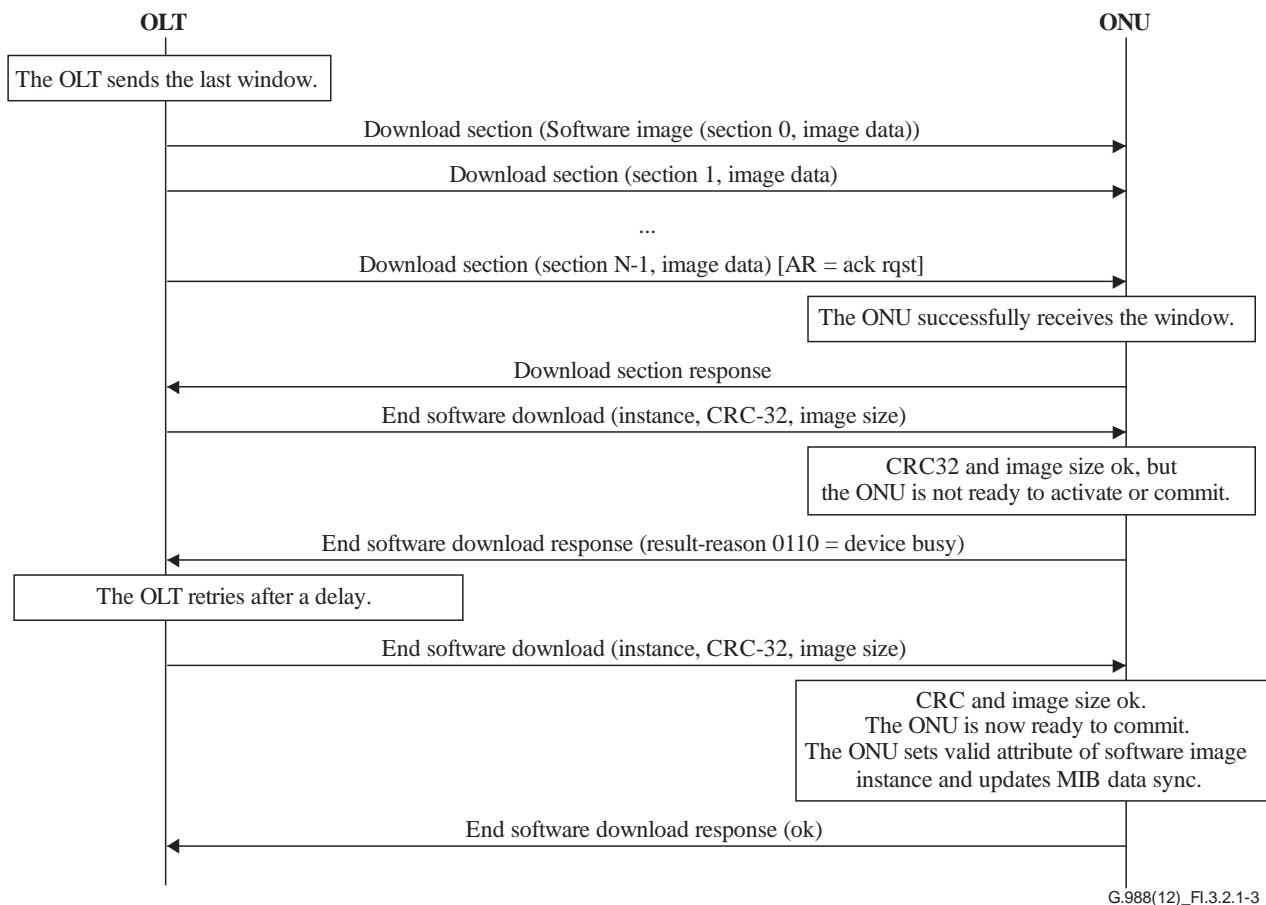 OLT ONU
The OLT sends the last window.
Download section (Software image (section 0, image data))
Download section (section 1, image data)
...
Download section (section N-1, image data) [AR = ack rqst]
The ONU successfully receives the window.
Download section response
End software download (instance, CRC-32, image size)
CRC32 and image size ok, but
the ONU is not ready to activate or commit.
End software download response (result-reason 0110 = device busy)
The OLT retries after a delay.
End software download (instance, CRC-32, image size)
CRC and image size ok.
The ONU is now ready to commit.
The ONU sets valid attribute of software image
instance and updates MIB data sync.
End software download response (ok)
G.988(12)_FI.3.2.1-3